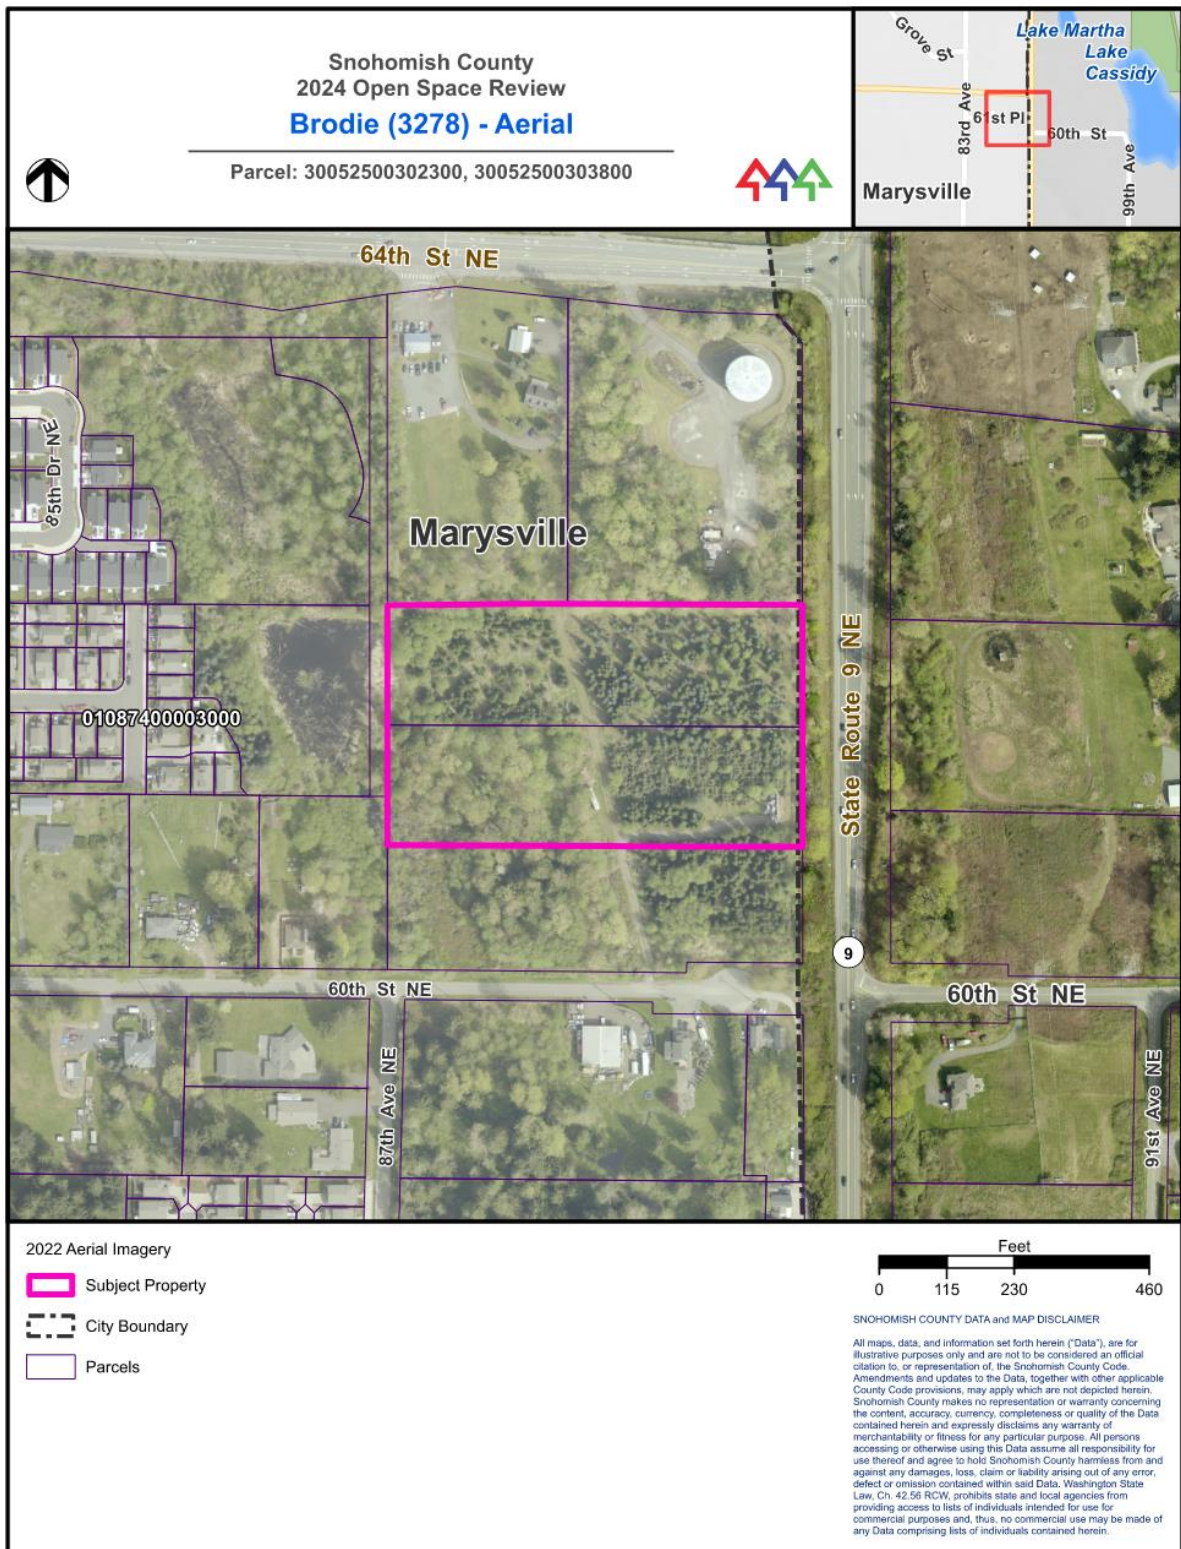 Snohomish County
2024 Open Space Review
Brodie (3278) - Aerial
Parcel: 30052500302300, 30052500303800
Grove St
Lake Martha
Lake
Cassidy
83rd Ave
61st Pl
60th St
99th Ave
Marysville
64th St NE
85th Dr NE
Marysville
State Route 9 NE
01087400003000
9
60th St NE
60th St NE
87th Ave NE
91st Ave NE
2022 Aerial Imagery
Subject Property
City Boundary
Parcels
Feet
0 115 230 460
SNOHOMISH COUNTY DATA and MAP DISCLAIMER
All maps, data, and information set forth herein ("Data"), are for
illustrative purposes only and are not to be considered an official
citation to, or representation of, the Snohomish County Code.
Amendments and updates to the Data, together with other applicable
County Code provisions, may apply which are not depicted herein.
Snohomish County makes no representation or warranty concerning
the content, accuracy, currency, completeness or quality of the Data
contained herein and expressly disclaims any warranty of
merchantability or fitness for any particular purpose. All persons
accessing or otherwise using this Data assume all responsibility for
use thereof and agree to hold Snohomish County harmless from and
against any damages, loss, claim or liability arising out of any error,
defect or omission contained within said Data. Washington State
Law, Ch. 42.56 RCW, prohibits state and local agencies from
providing access to lists of individuals intended for use for
commercial purposes and, thus, no commercial use may be made of
any Data comprising lists of individuals contained herein.